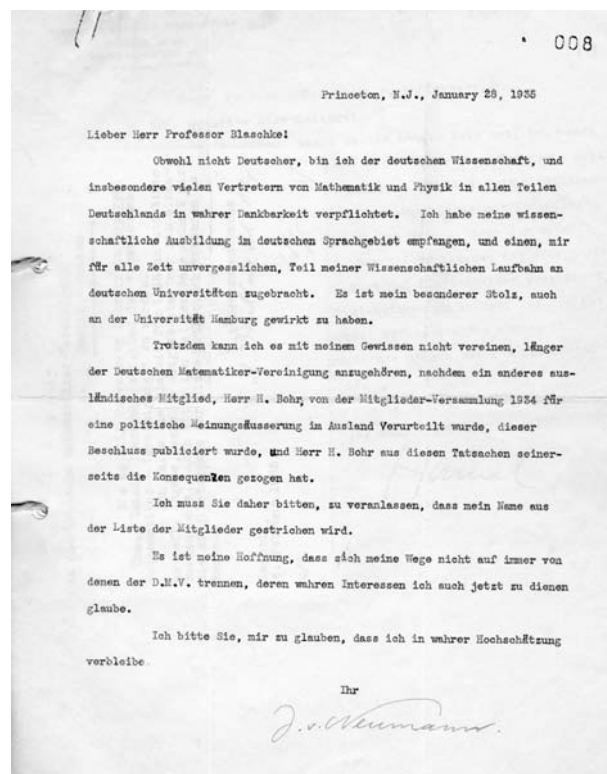 008
Princeton, N.J., January 28, 1935
Lieber Herr Professor Blaschke!
Obwohl nicht Deutscher, bin ich der deutschen Wissenschaft, und
insbesondere vielen Vertretern von Mathematik und Physik in allen Teilen
Deutschlands in wahrer Dankbarkeit verpflichtet. Ich habe meine wissen-
schaftliche Ausbildung im deutschen Sprachgebiet empfangen, und einen, mir
für alle Zeit unvergesslichen, Teil meiner Wissenschaftlichen Laufbahn an
deutschen Universitäten zugebracht. Es ist mein besonderer Stolz, auch
an der Universität Hamburg gewirkt zu haben.
Trotzdem kann ich es mit meinem Gewissen nicht vereinen, länger
der Deutschen Matematiker-Vereinigung anzugehören, nachdem ein anderes aus-
ländisches Mitglied, Herr H. Bohr, von der Mitglieder-Versammlung 1934 für
eine politische Meinungsäusserung im Ausland Verurteilt wurde, dieser
Beschluss publiciert wurde, und Herr H. Bohr aus diesen Tatsachen seiner-
seits die Konsequenzen gezogen hat.
Ich muss Sie daher bitten, zu veranlassen, dass mein Name aus
der Liste der Mitglieder gestrichen wird.
Es ist meine Hoffnung, dass sich meine Wege nicht auf immer von
denen der D.M.V. trennen, deren wahren Interessen ich auch jetzt zu dienen
glaube.
Ich bitte Sie, mir zu glauben, dass ich in wahrer Hochschätzung
verbleibe
Ihr
J. v. Neumann.